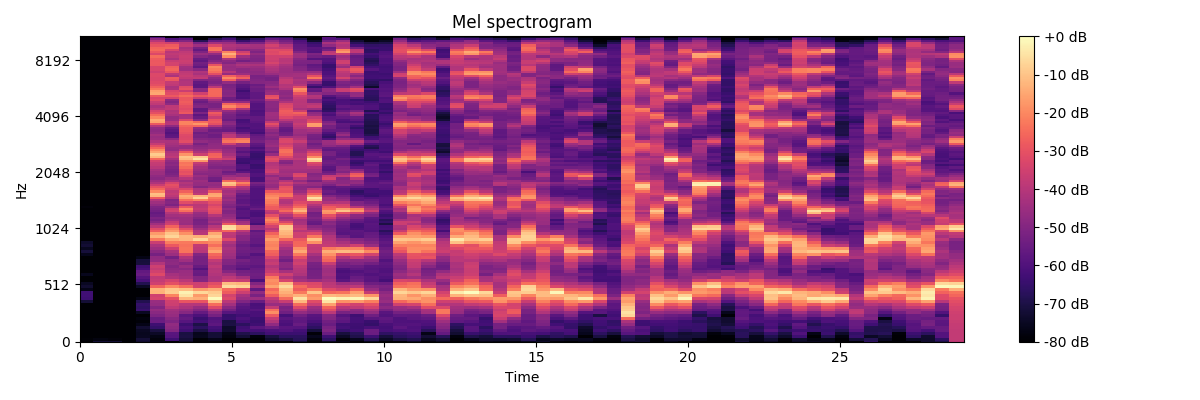 Mel spectrogram
8192
4096
2048
1024
512
0
Hz
0 5 10 15 20 25
Time
+0 dB
-10 dB
-20 dB
-30 dB
-40 dB
-50 dB
-60 dB
-70 dB
-80 dB